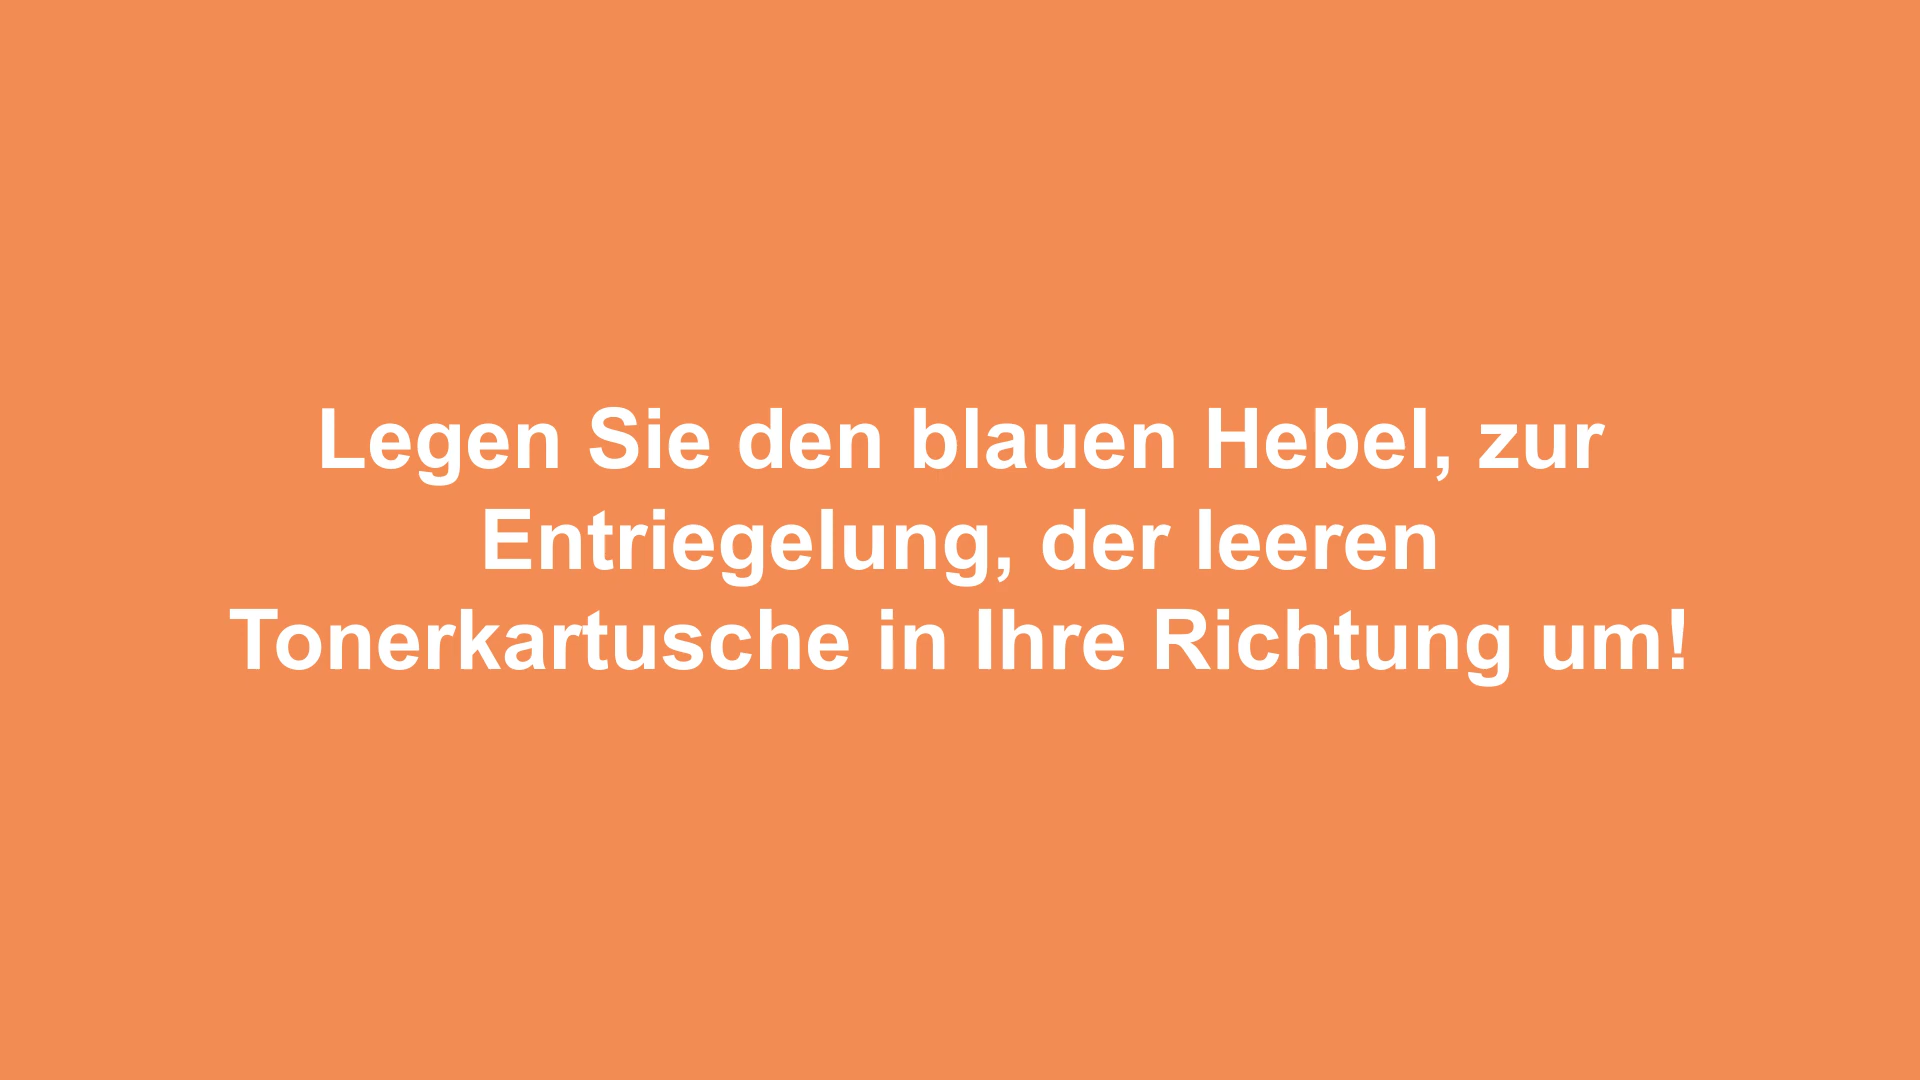 Legen Sie den blauen Hebel, zur
Entriegelung, der leeren
Tonerkartusche in Ihre Richtung um!